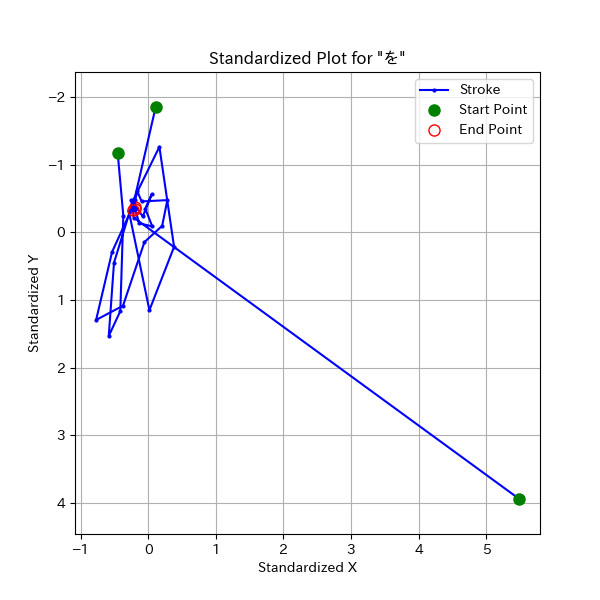 Standardized Plot for "を"
Stroke
Start Point
End Point
−2
−1
0
1
2
3
4
Standardized Y
−1
0
1
2
3
4
5
Standardized X